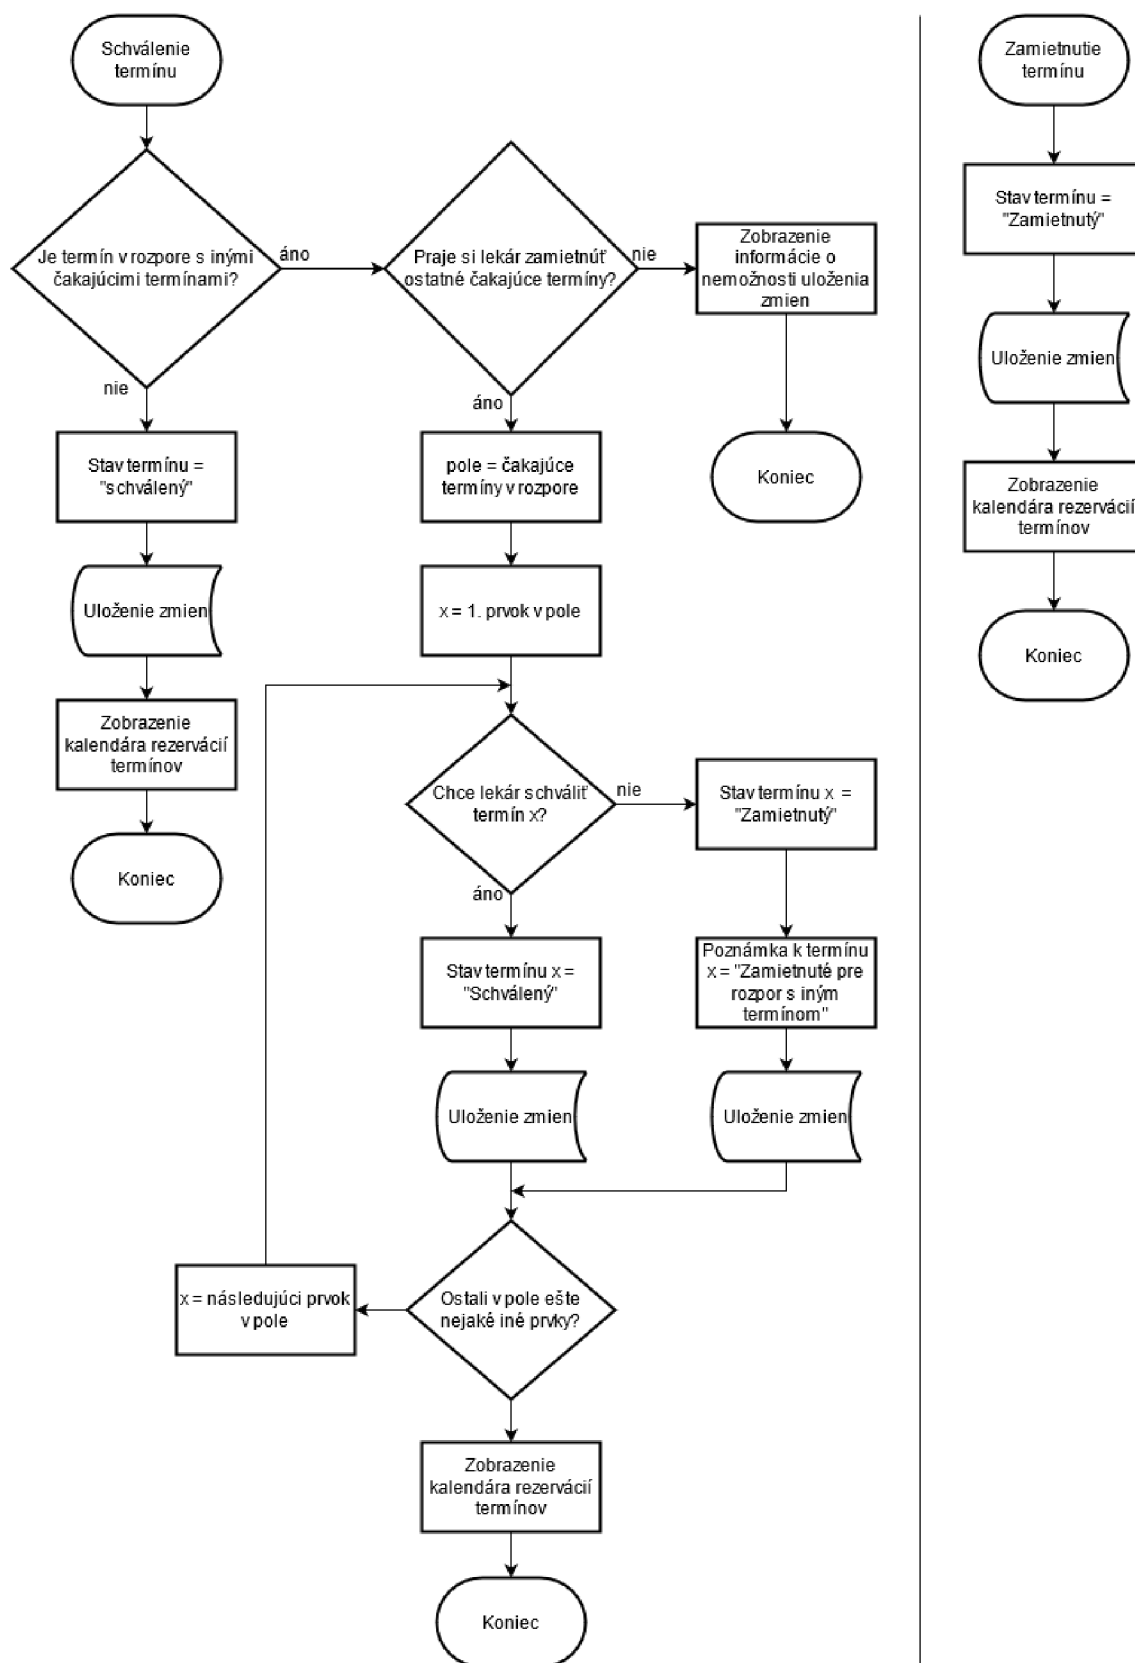 Schválenie
termínu
Je termín v rozpore s inými
čakajúcimi termínami?
áno
nie
Praje si lekár zamietnúť
ostatné čakajúce termíny?
nie
áno
Zobrazenie
informácie o
nemožnosti uloženia
zmien
Koniec
Stav termínu =
"schválený"
Uloženie zmien
Zobrazenie
kalendára rezervácií
termínov
Koniec
pole = čakajúce
termíny v rozpore
x = 1. prvok v pole
Chce lekár schváliť
termín x?
nie
áno
Stav termínu x =
"Zamietnutý"
Poznámka k termínu
x = "Zamietnuté pre
rozpor s iným
termínom"
Uloženie zmien
Stav termínu x =
"Schválený"
Uloženie zmien
Ostali v pole ešte
nejaké iné prvky?
x = následujúci prvok
v pole
Zobrazenie
kalendára rezervácií
termínov
Koniec
Zamietnutie
termínu
Stav termínu =
"Zamietnutý"
Uloženie zmien
Zobrazenie
kalendára rezervácií
termínov
Koniec